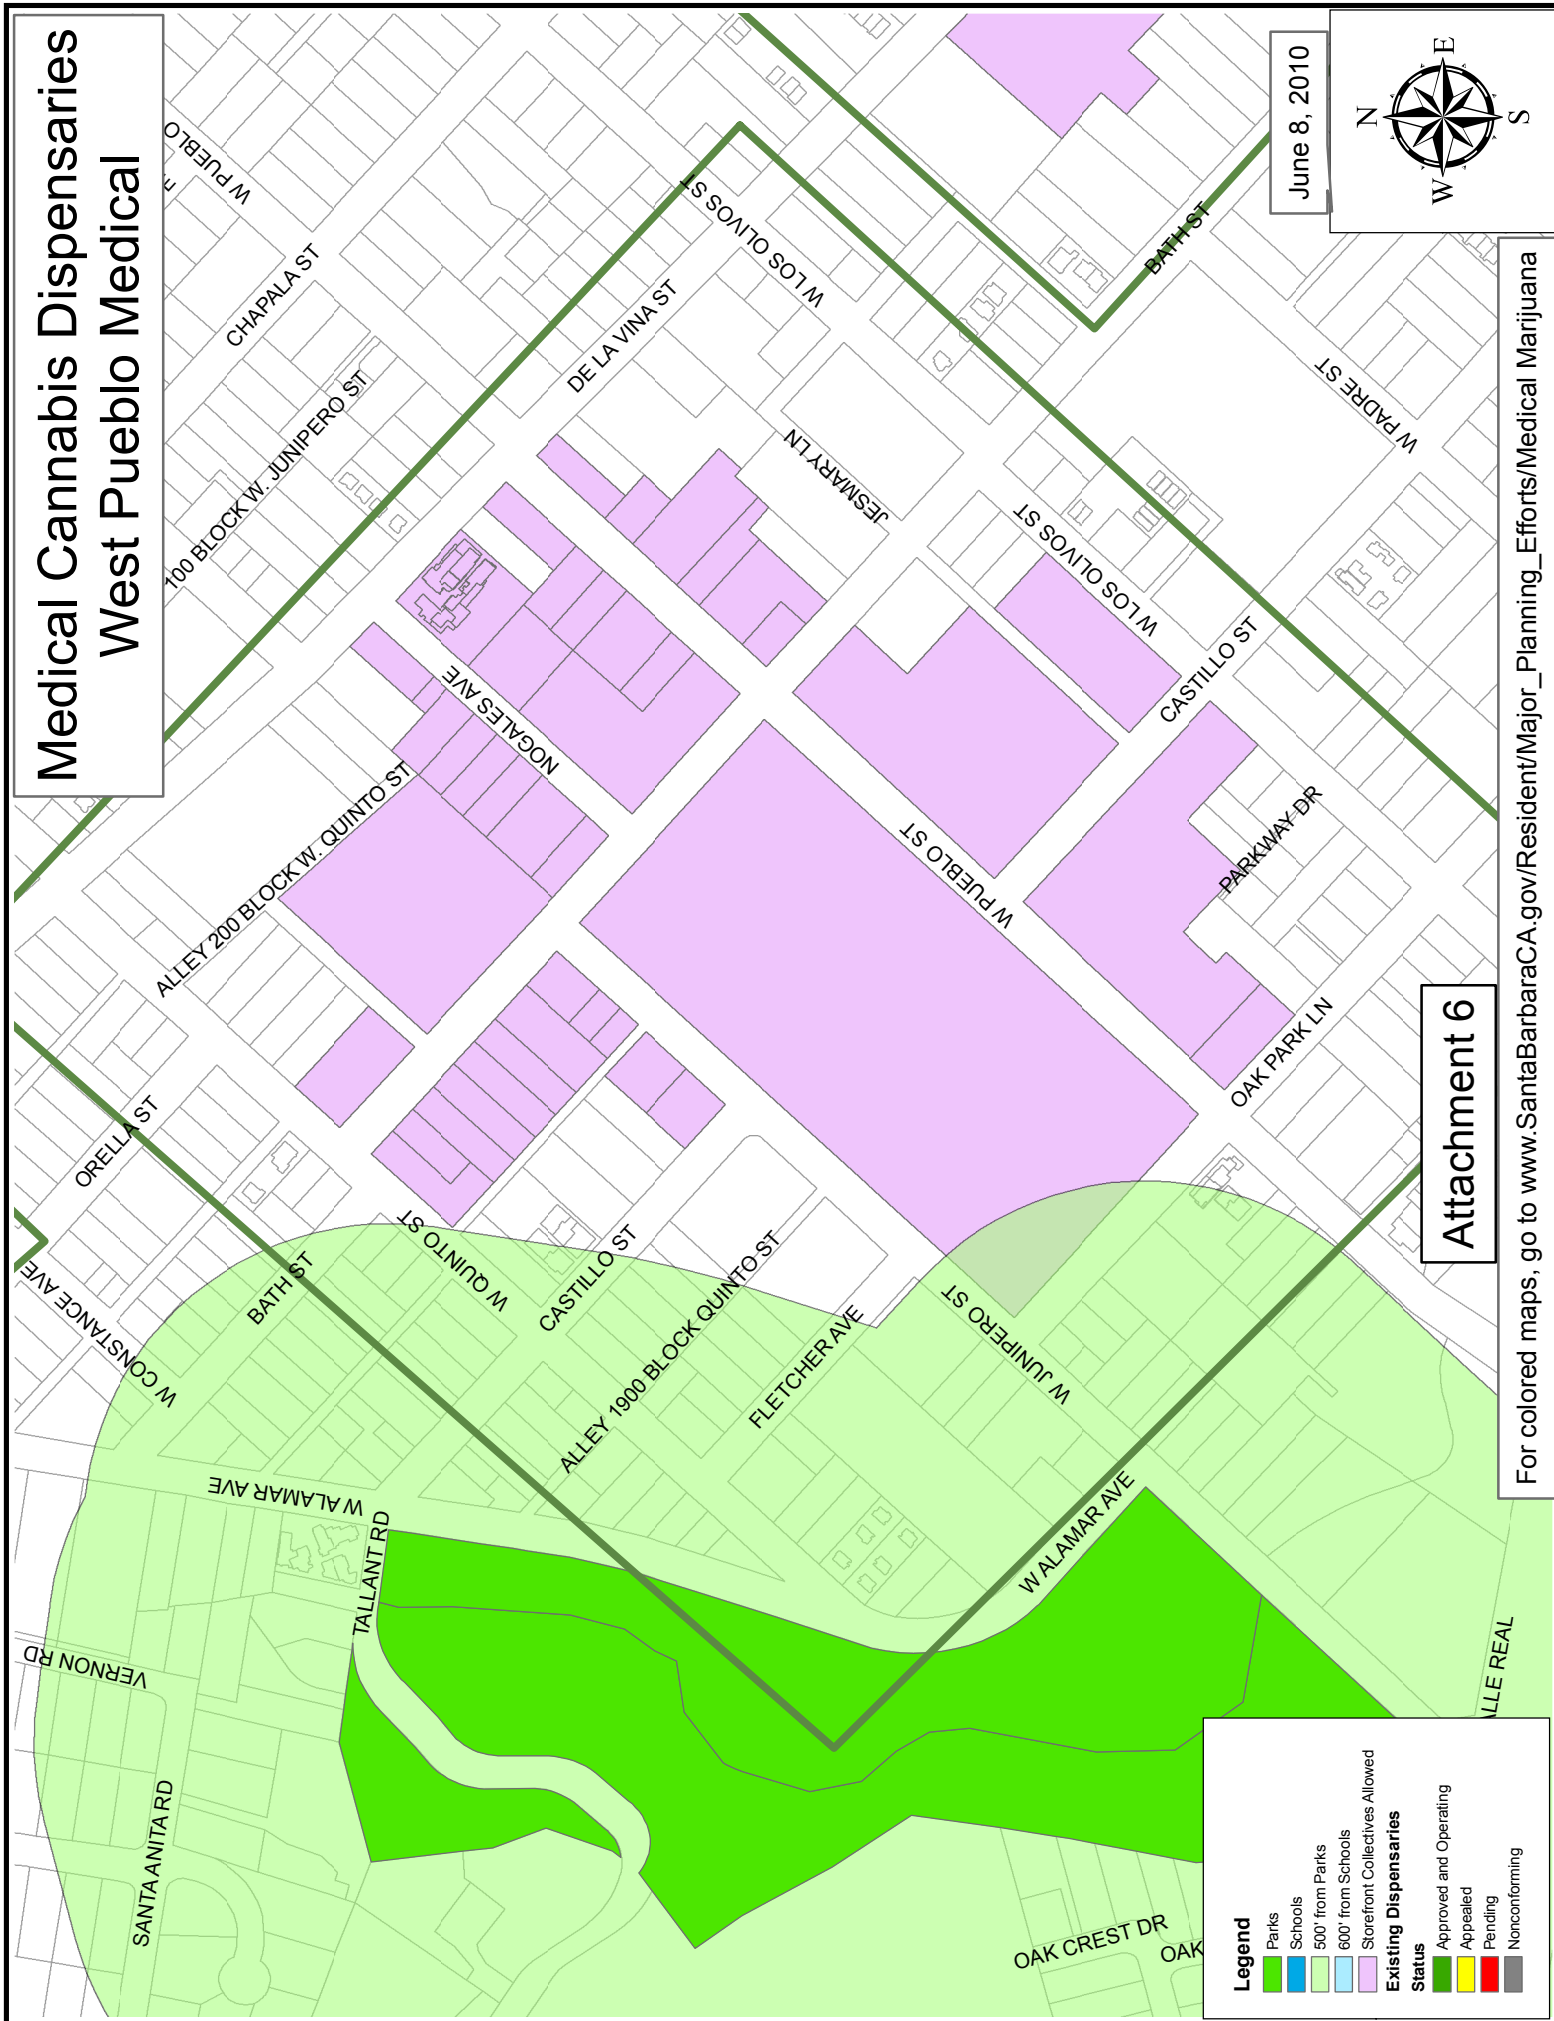 Medical Cannabis Dispensaries
West Pueblo Medical
June 8, 2010
N
E
S
W
W PUEBLO
CHAPALA ST
100 BLOCK W. JUNIPERO ST
DE LA VINA ST
W LOS OLIVOS ST
BATH ST
W PADRE ST
JESMARY LN
W LOS OLIVOS ST
CASTILLO ST
NOGALES AVE
ALLEY 200 BLOCK W. QUINTO ST
W PUEBLO ST
PARKWAY DR
OAK PARK LN
ORELLA ST
W CONSTANCE AVE
BATH ST
W QUINTO ST
CASTILLO ST
ALLEY 1900 BLOCK QUINTO ST
FLETCHER AVE
W JUNIPERO ST
W ALAMAR AVE
TALLANT RD
W ALAMAR AVE
VERNON RD
SANTA ANITA RD
OAK CREST DR
OAK
ALLE REAL
Attachment 6
For colored maps, go to www.SantaBarbaraCA.gov/Resident/Major_Planning_Efforts/Medical Marijuana
Legend
Parks
Schools
500' from Parks
600' from Schools
Storefront Collectives Allowed
Existing Dispensaries
Status
Approved and Operating
Appealed
Pending
Nonconforming